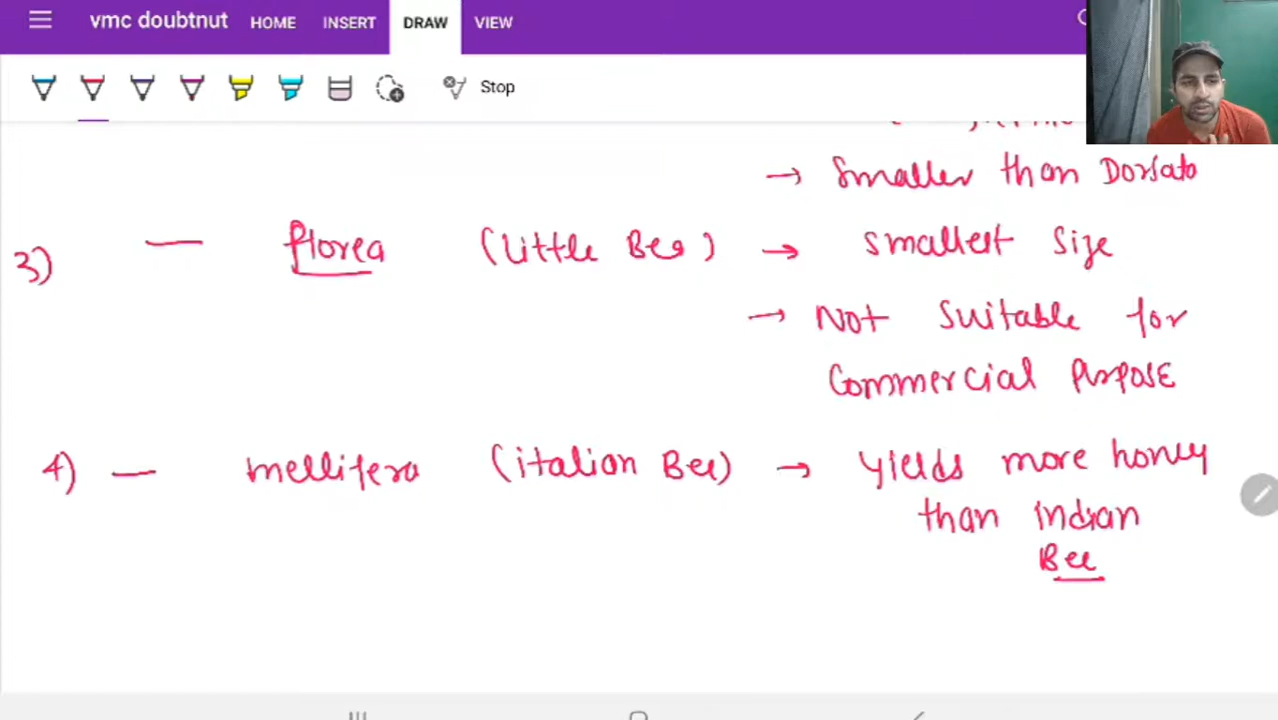 vmc doubtnut HOME INSERT DRAW VIEW
Stop
→ Smaller than Dorsata
3) — florea (little Bee) → Smallest Size
→ Not Suitable for
Commercial Purpose
4) — mellifera (italian Bee) → Yields more honey
than indian
Bee